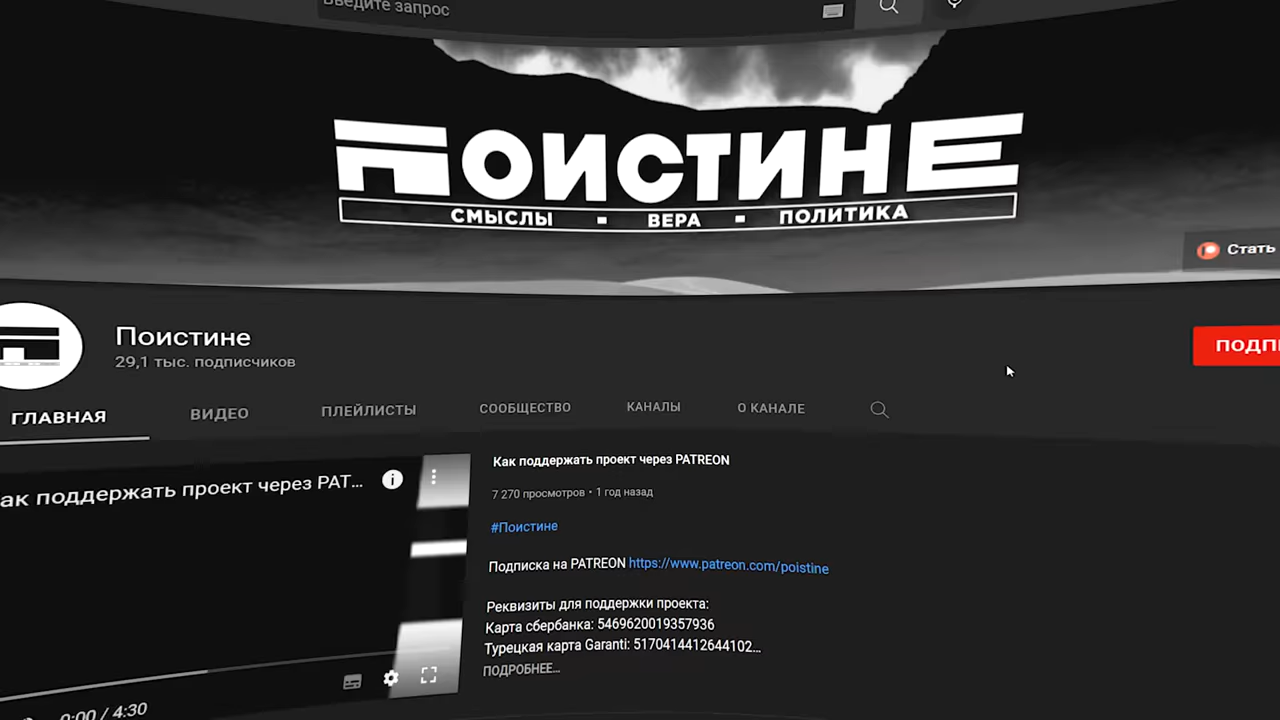 Введите запрос
ПОИСТИНЕ
СМЫСЛЫ - ВЕРА - ПОЛИТИКА
Стать
Поистине
29,1 тыс. подписчиков
ПОДПИ
ГЛАВНАЯ
ВИДЕО
ПЛЕЙЛИСТЫ
СООБЩЕСТВО
КАНАЛЫ
О КАНАЛЕ
ак поддержать проект через PAT...
Как поддержать проект через PATREON
7 270 просмотров • 1 год назад
#Поистине
Подписка на PATREON https://www.patreon.com/poistine
Реквизиты для поддержки проекта:
Карта сбербанка: 5469620019357936
Турецкая карта Garanti: 5170414412644102...
ПОДРОБНЕЕ...
0:00 / 4:30